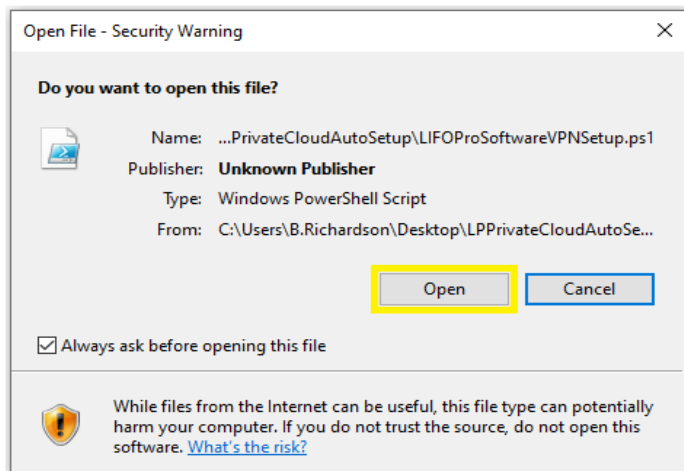 Open File - Security Warning
Do you want to open this file?
Name: ...PrivateCloudAutoSetup\LIFOProSoftwareVPNSetup.ps1
Publisher: Unknown Publisher
Type: Windows PowerShell Script
From: C:\Users\B.Richardson\Desktop\LPPrivateCloudAutoSe...
Open Cancel
Always ask before opening this file
While files from the Internet can be useful, this file type can potentially
harm your computer. If you do not trust the source, do not open this
software. What's the risk?